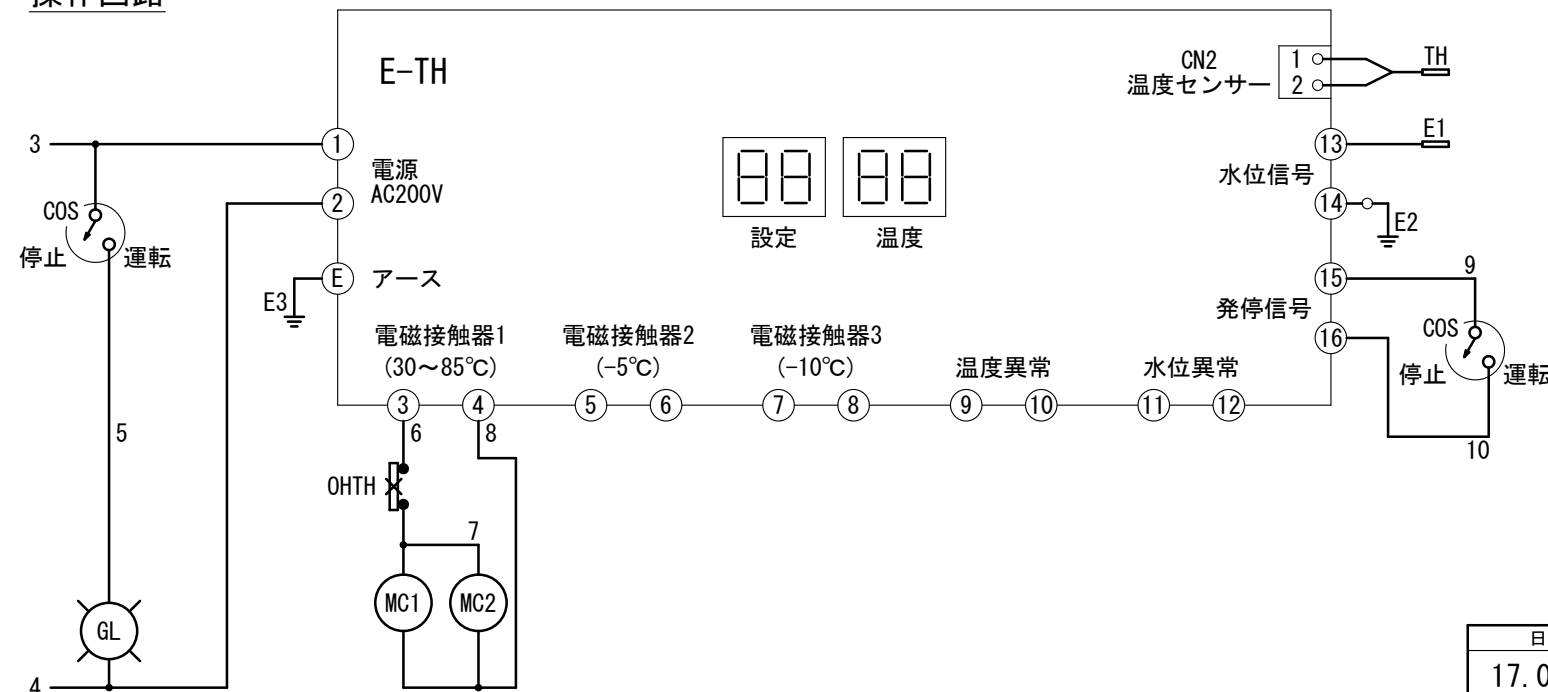 操作回路
E-TH
CN2
温度センサー
1
2
TH
3
1
電源
AC200V
2
13
E1
水位信号
14
E2
88 88
設定 温度
COS
停止 運転
E
アース
E3
15
9
発停信号
16
COS
停止 運転
10
電磁接触器1
(30~85℃)
電磁接触器2
(-5℃)
電磁接触器3
(-10℃)
温度異常
水位異常
3 4 5 6 7 8 9 10 11 12
5
6
8
OHTH
7
MC1
MC2
GL
4
日
17.0